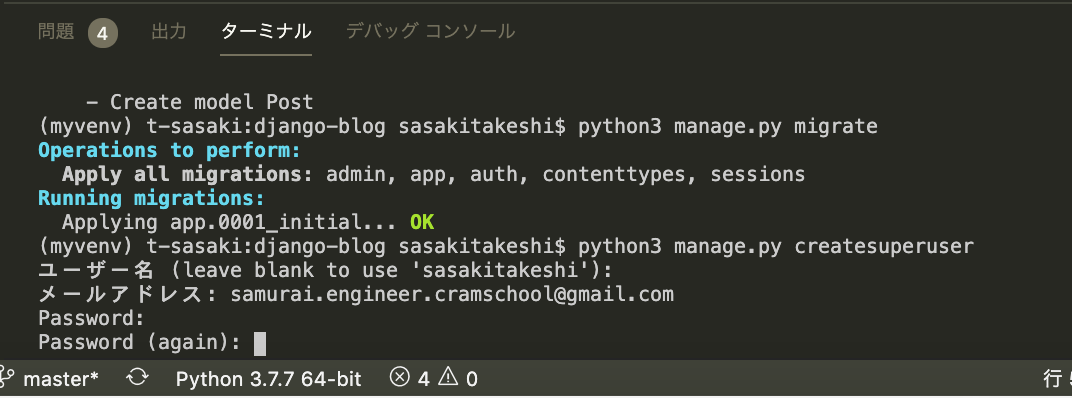 問題 4 出力 ターミナル デバッグ コンソール
- Create model Post
(myvenv) t-sasaki:django-blog sasakitakeshi$ python3 manage.py migrate
Operations to perform:
Apply all migrations: admin, app, auth, contenttypes, sessions
Running migrations:
Applying app.0001_initial... OK
(myvenv) t-sasaki:django-blog sasakitakeshi$ python3 manage.py createsuperuser
ユーザー名 (leave blank to use 'sasakitakeshi'):
メールアドレス: samurai.engineer.cramschool@gmail.com
Password:
Password (again):
master* Python 3.7.7 64-bit 4 0 行